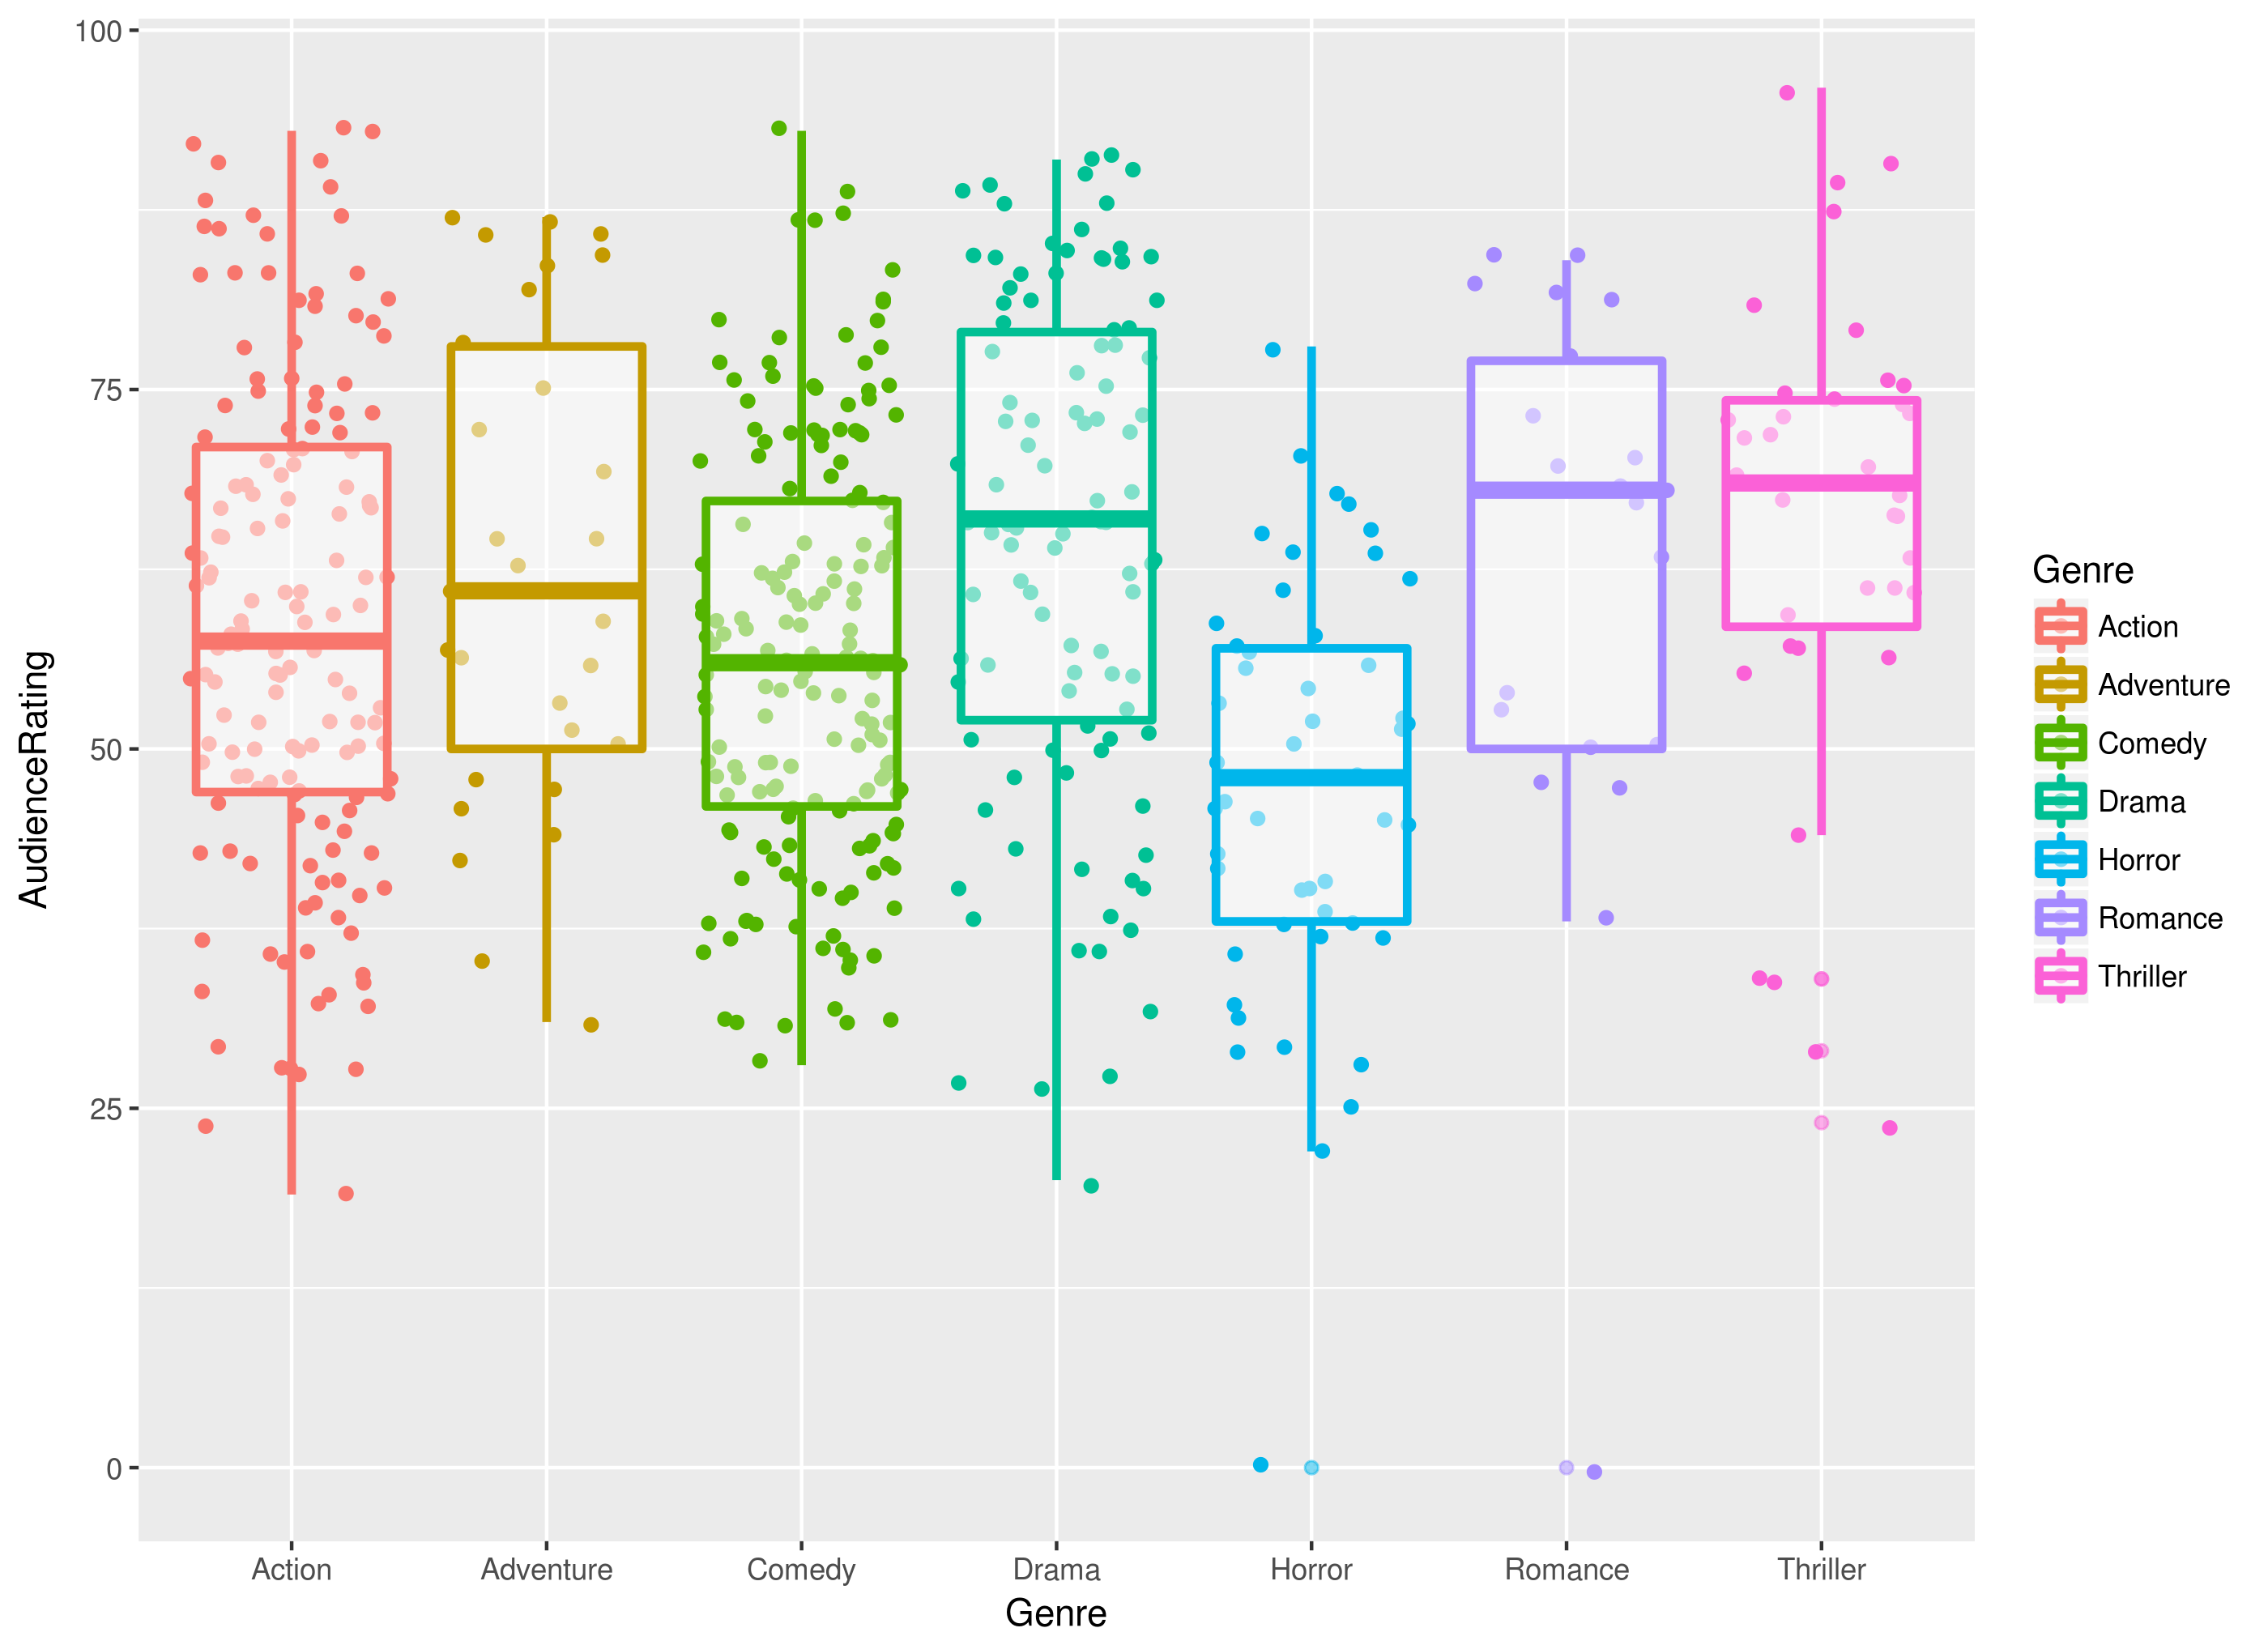 100
75
50
25
0
AudienceRating
Action
Adventure
Comedy
Drama
Horror
Romance
Thriller
Genre
Genre
Action
Adventure
Comedy
Drama
Horror
Romance
Thriller